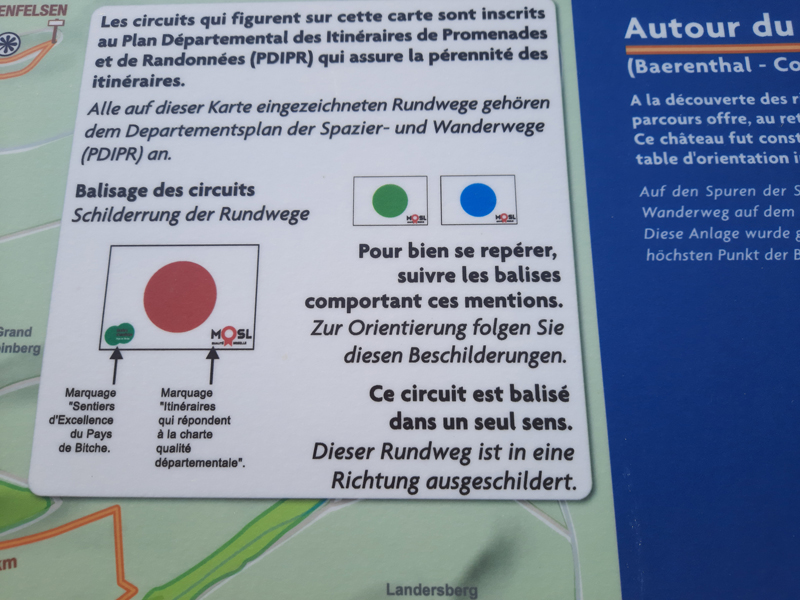 ENFELSEN
Les circuits qui figurent sur cette carte sont inscrits
au Plan Départemental des Itinéraires de Promenades
et de Randonnées (PDIPR) qui assure la pérennité des
itinéraires.
Alle auf dieser Karte eingezeichneten Rundwege gehören
dem Departementsplan der Spazier- und Wanderwege
(PDIPR) an.
Balisage des circuits
Schilderrung der Rundwege
MOSL
MOSL
MOSL
Marquage
"Sentiers
d'Excellence
du Pays
de Bitche.
Marquage
"Itinéraires
qui répondent
à la charte
qualité
départementale".
Pour bien se repérer,
suivre les balises
comportant ces mentions.
Zur Orientierung folgen Sie
diesen Beschilderungen.
Ce circuit est balisé
dans un seul sens.
Dieser Rundweg ist in eine
Richtung ausgeschildert.
Grand
inberg
km
Landersberg
Autour du
(Baerenthal - Co
A la découverte des r
parcours offre, au ret
Ce château fut const
table d'orientation i
Auf den Spuren der S
Wanderweg auf dem
Diese Anlage wurde g
höchsten Punkt der B